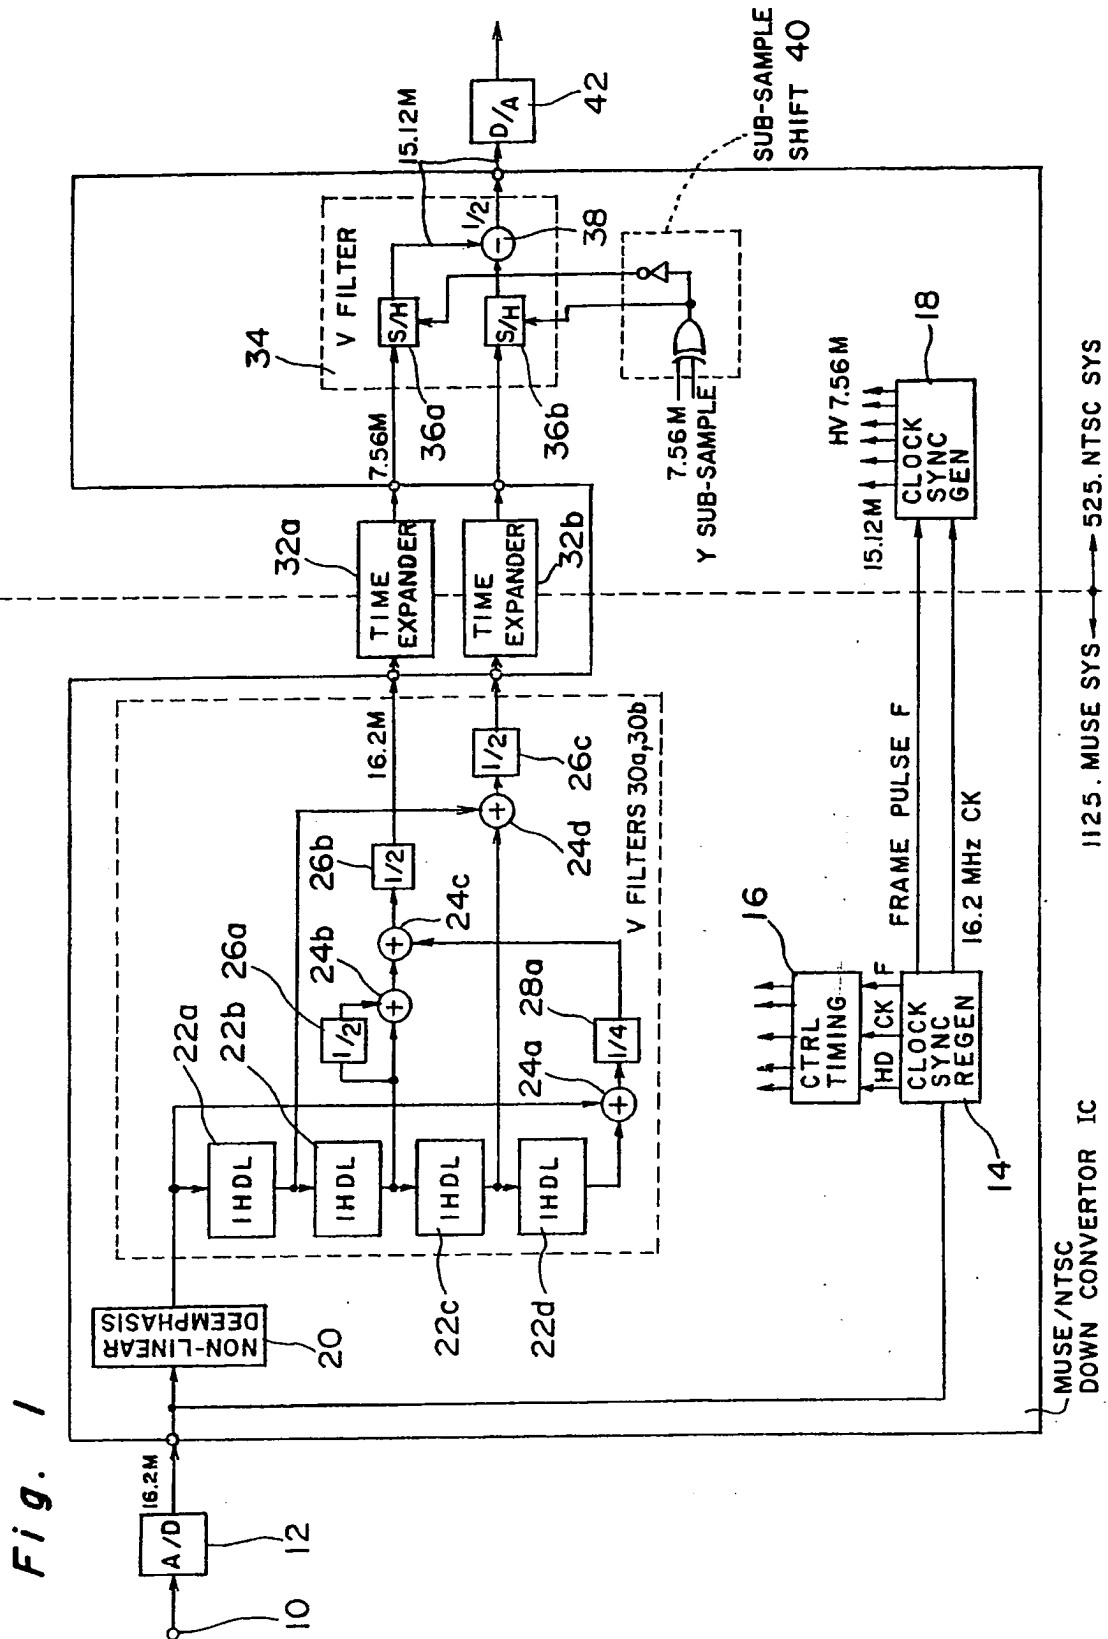 Fig. 1
10
A/D
12
16.2M
NON-LINEAR
DEEMPHASIS
20
1HDL
22a
1HDL
22b
1HDL
22c
1HDL
22d
1/2
26a
+
24b
+
24c
1/2
26b
+
24a
1/4
28a
+
24d
1/2
26c
16.2M
V FILTERS 30a,30b
TIME
EXPANDER
32a
TIME
EXPANDER
32b
7.56M
34
V FILTER
S/H
36a
S/H
36b
−
38
1/2
15.12M
D/A
42
7.56M
Y SUB-SAMPLE
SUB-SAMPLE
SHIFT 40
CLOCK
SYNC
REGEN
14
HD
CK
F
CTRL
TIMING
16
FRAME PULSE F
16.2 MHz CK
CLOCK
SYNC
GEN
18
15.12M
HV 7.56M
MUSE/NTSC
DOWN CONVERTOR IC
1125. MUSE SYS
525. NTSC SYS